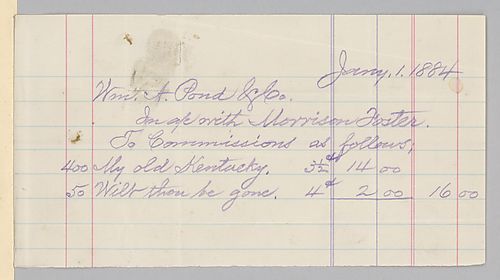 Jany. 1. 1884
Wm. A. Pond & Co.
In a/c with Morrison Foster.
To Commissions as follows;
400 My old Kentucky. 3½¢ 14 00
50 Wilt thou be gone. 4¢ 2 00 16 00